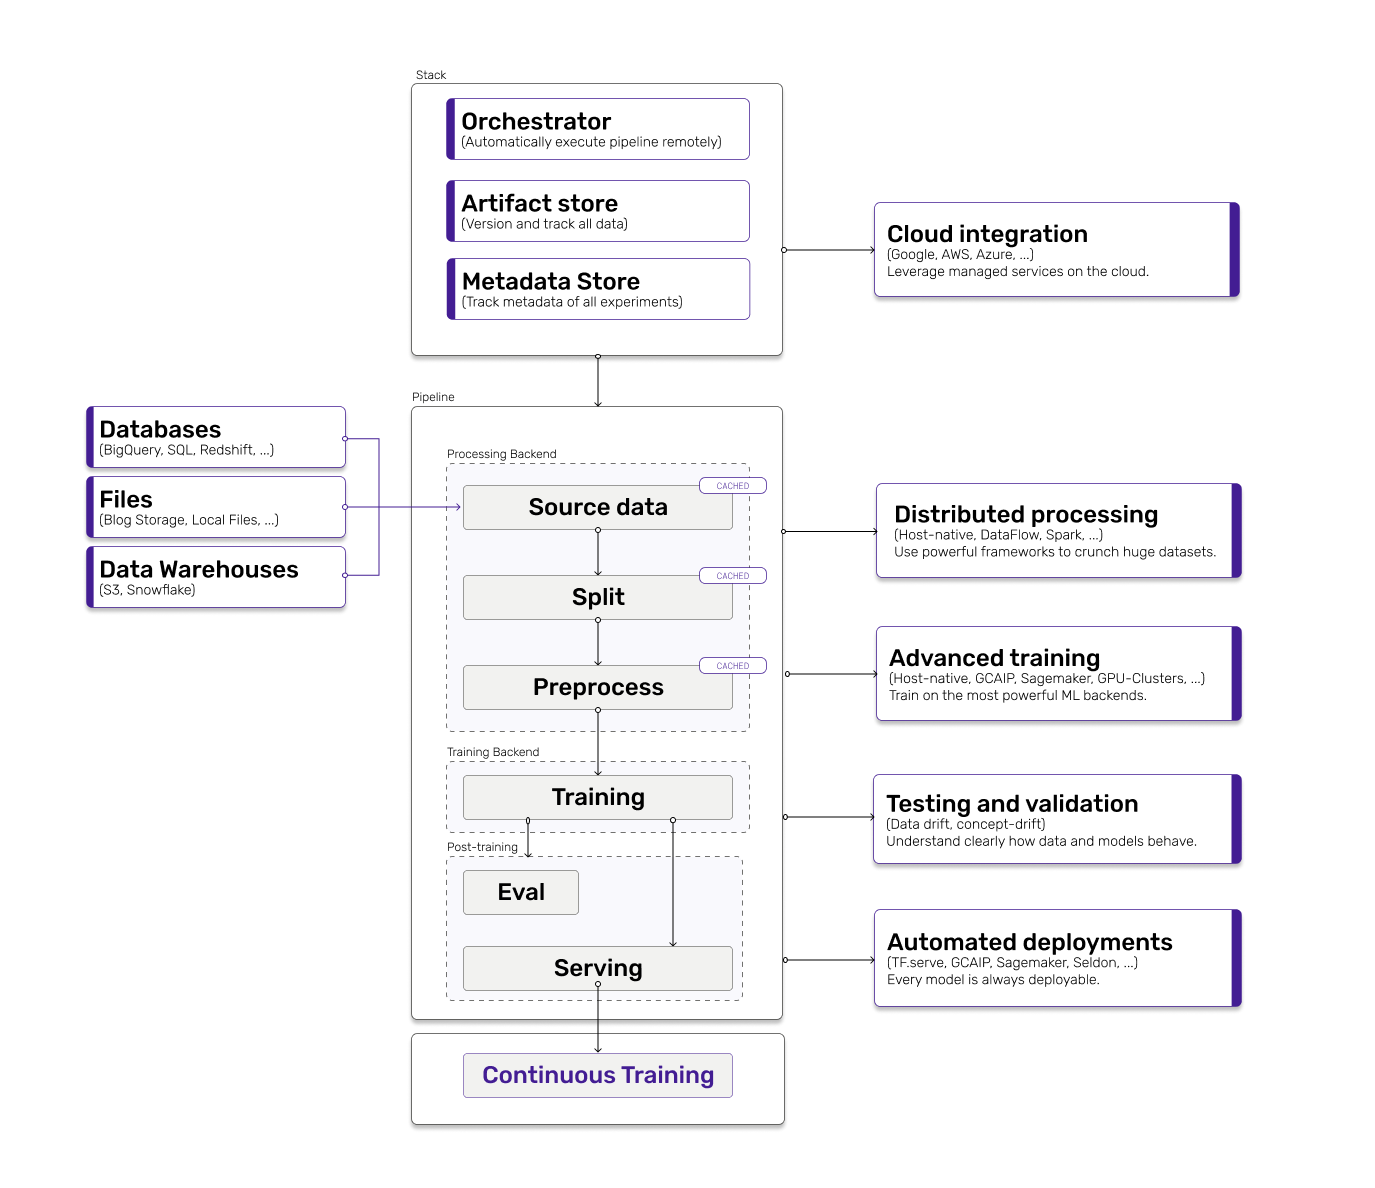 Stack
Orchestrator
(Automatically execute pipeline remotely)
Artifact store
(Version and track all data)
Metadata Store
(Track metadata of all experiments)
Cloud integration
(Google, AWS, Azure, ...)
Leverage managed services on the cloud.
Pipeline
Databases
(BigQuery, SQL, Redshift, ...)
Files
(Blog Storage, Local Files, ...)
Data Warehouses
(S3, Snowflake)
Processing Backend
CACHED
Source data
CACHED
Split
CACHED
Preprocess
Training Backend
Training
Post-training
Eval
Serving
Continuous Training
Distributed processing
(Host-native, DataFlow, Spark, ...)
Use powerful frameworks to crunch huge datasets.
Advanced training
(Host-native, GCAIP, Sagemaker, GPU-Clusters, ...)
Train on the most powerful ML backends.
Testing and validation
(Data drift, concept-drift)
Understand clearly how data and models behave.
Automated deployments
(TF.serve, GCAIP, Sagemaker, Seldon, ...)
Every model is always deployable.